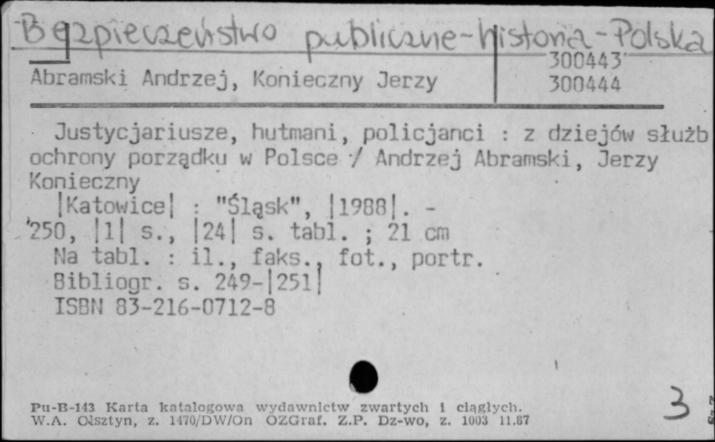 Bezpieczeństwo publiczne - historia - Polska
300443
Abramski Andrzej, Konieczny Jerzy
300444
Justycjariusze, hutmani, policjanci : z dziejów służb
ochrony porządku w Polsce / Andrzej Abramski, Jerzy
Konieczny
|Katowice| : "Śląsk", |1988|. -
250, |1| s., |24| s. tabl. ; 21 cm
Na tabl. : il., faks., fot., portr.
Bibliogr. s. 249-|251|
ISBN 83-216-0712-8
Pu-B-143 Karta katalogowa wydawnictw zwartych i ciągłych.
W.A. Olsztyn, z. 1470/DW/On OZGraf. Z.P. Dz-wo, z. 1003 11.87
3